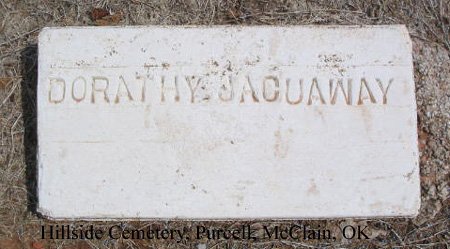 DORATHY JACUAWAY
Hillside Cemetery, Purcell, McClain, OK